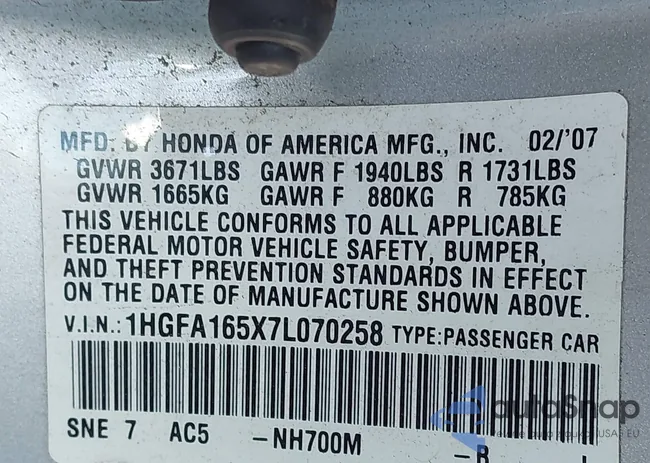 MFD. BY HONDA OF AMERICA MFG., INC. 02/'07
GVWR 3671LBS GAWR F 1940LBS R 1731LBS
GVWR 1665KG GAWR F 880KG R 785KG
THIS VEHICLE CONFORMS TO ALL APPLICABLE
FEDERAL MOTOR VEHICLE SAFETY, BUMPER,
AND THEFT PREVENTION STANDARDS IN EFFECT
ON THE DATE OF MANUFACTURE SHOWN ABOVE.
V.I.N.: 1HGFA165X7L070258 TYPE: PASSENGER CAR
SNE 7 AC5 -NH700M -B
autoSnap